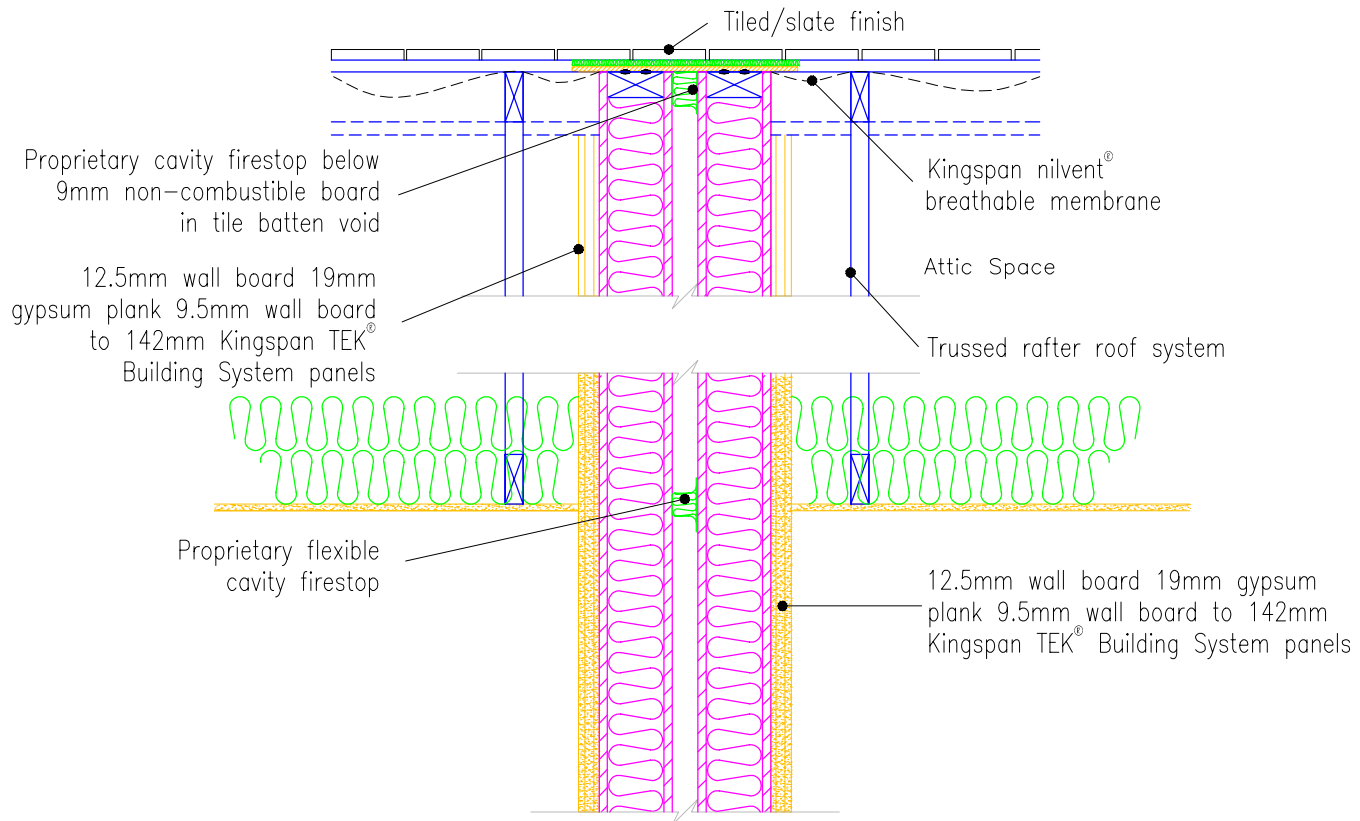 Tiled/slate finish
Proprietary cavity firestop below
9mm non-combustible board
in tile batten void
Kingspan nilvent®
breathable membrane
12.5mm wall board 19mm
gypsum plank 9.5mm wall board
to 142mm Kingspan TEK®
Building System panels
Attic Space
Trussed rafter roof system
Proprietary flexible
cavity firestop
12.5mm wall board 19mm gypsum
plank 9.5mm wall board to 142mm
Kingspan TEK® Building System panels